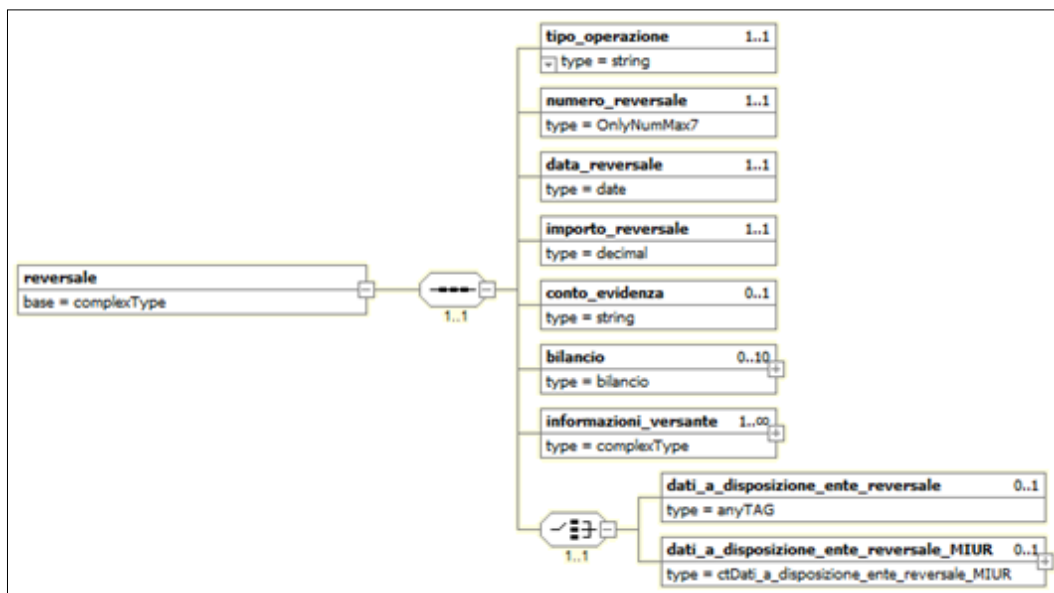 tipo_operazione 1..1
type = string
numero_reversale 1..1
type = OnlyNumMax7
data_reversale 1..1
type = date
importo_reversale 1..1
type = decimal
reversale
base = complexType
1..1
conto_evidenza 0..1
type = string
bilancio 0..10
type = bilancio
informazioni_versante 1..∞
type = complexType
dati_a_disposizione_ente_reversale 0..1
type = anyTAG
1..1
dati_a_disposizione_ente_reversale_MIUR 0..1
type = ctDati_a_disposizione_ente_reversale_MIUR